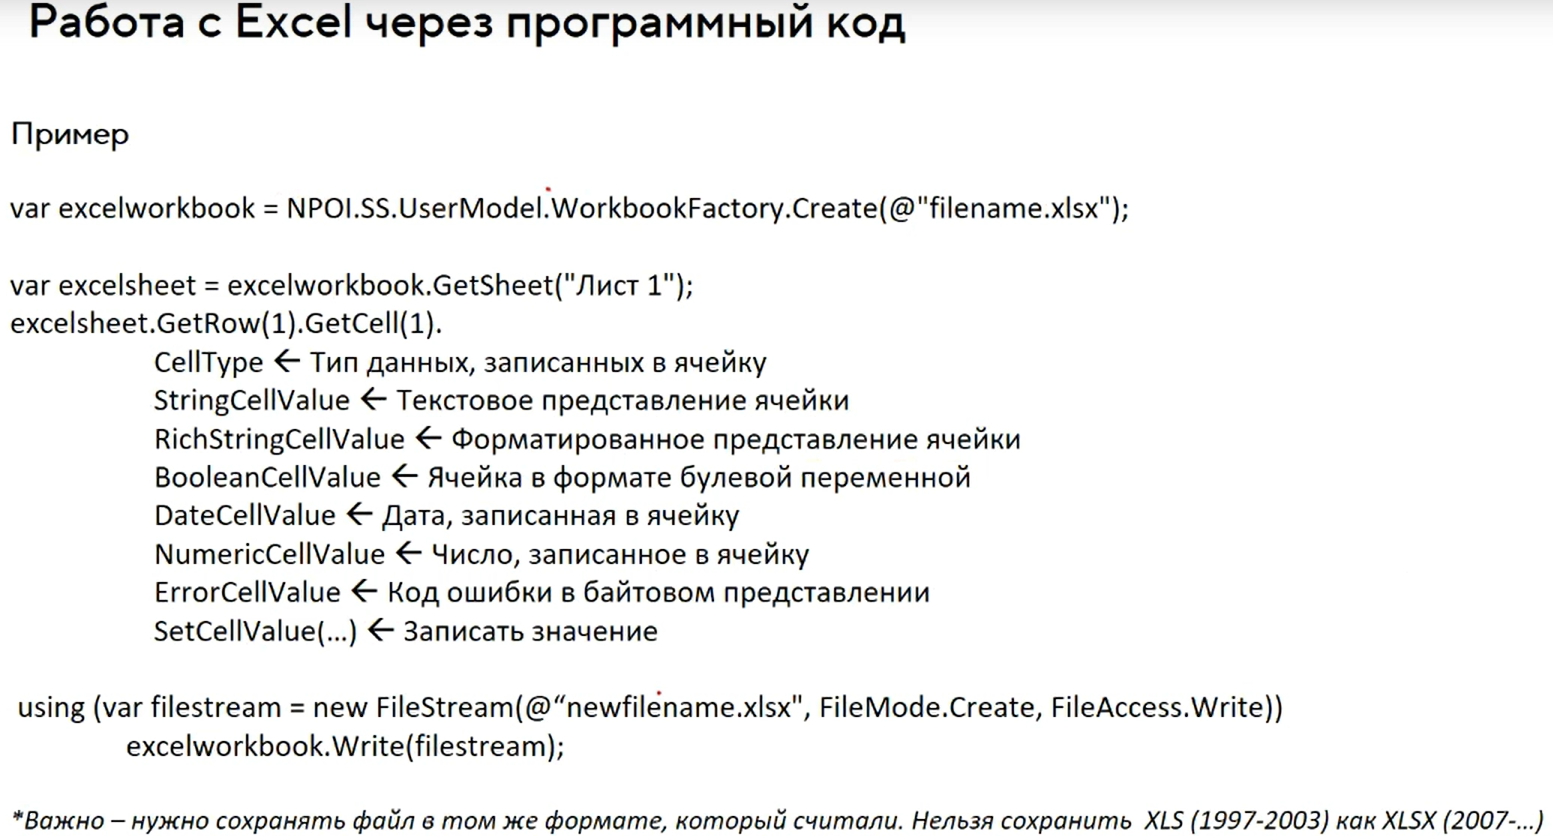 Работа с Excel через программный код
Пример
var excelworkbook = NPOI.SS.UserModel.WorkbookFactory.Create(@"filename.xlsx");
var excelsheet = excelworkbook.GetSheet("Лист 1");
excelsheet.GetRow(1).GetCell(1).
CellType ← Тип данных, записанных в ячейку
StringCellValue ← Текстовое представление ячейки
RichStringCellValue ← Форматированное представление ячейки
BooleanCellValue ← Ячейка в формате булевой переменной
DateCellValue ← Дата, записанная в ячейку
NumericCellValue ← Число, записанное в ячейку
ErrorCellValue ← Код ошибки в байтовом представлении
SetCellValue(...) ← Записать значение
using (var filestream = new FileStream(@“newfilename.xlsx", FileMode.Create, FileAccess.Write))
excelworkbook.Write(filestream);
*Важно – нужно сохранять файл в том же формате, который считали. Нельзя сохранить XLS (1997-2003) как XLSX (2007-...)